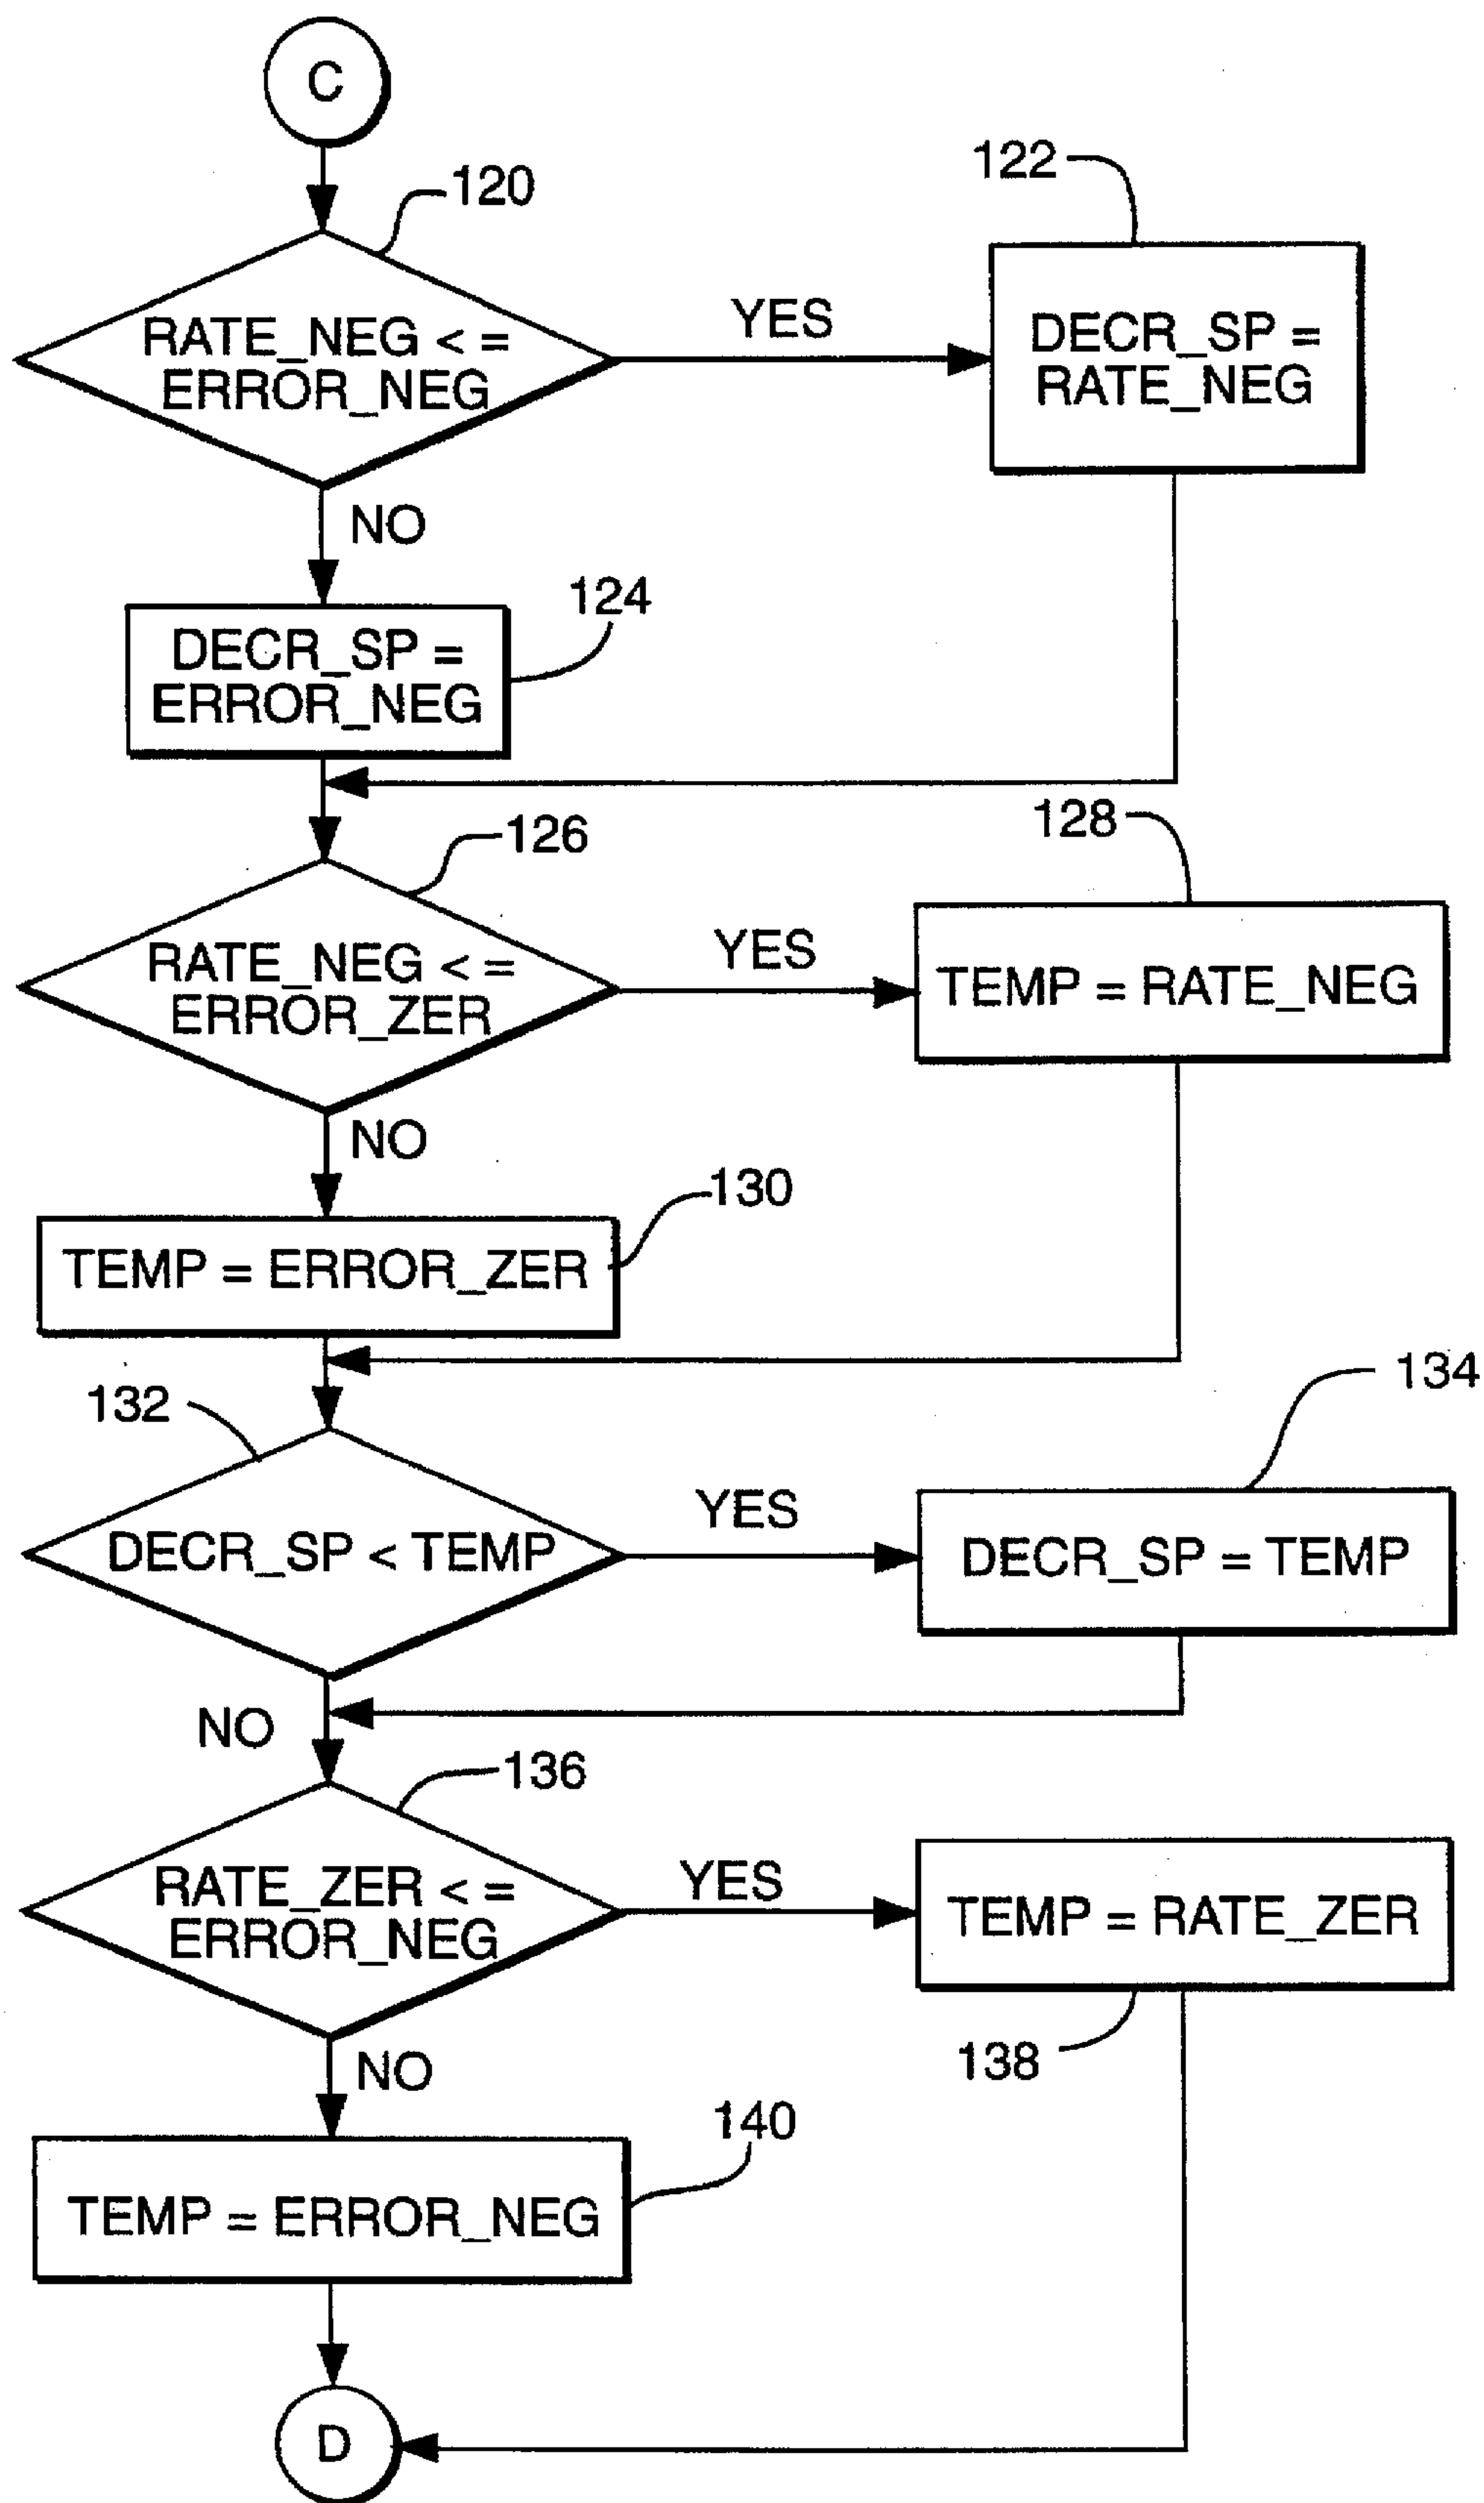 C
120
122
RATE_NEG < =
ERROR_NEG
YES
DECR_SP =
RATE_NEG
NO
124
DECR_SP =
ERROR_NEG
126
128
RATE_NEG < =
ERROR_ZER
YES
TEMP = RATE_NEG
NO
130
TEMP = ERROR_ZER
132
134
DECR_SP < TEMP
YES
DECR_SP = TEMP
NO
136
RATE_ZER < =
ERROR_NEG
YES
TEMP = RATE_ZER
138
NO
140
TEMP = ERROR_NEG
D